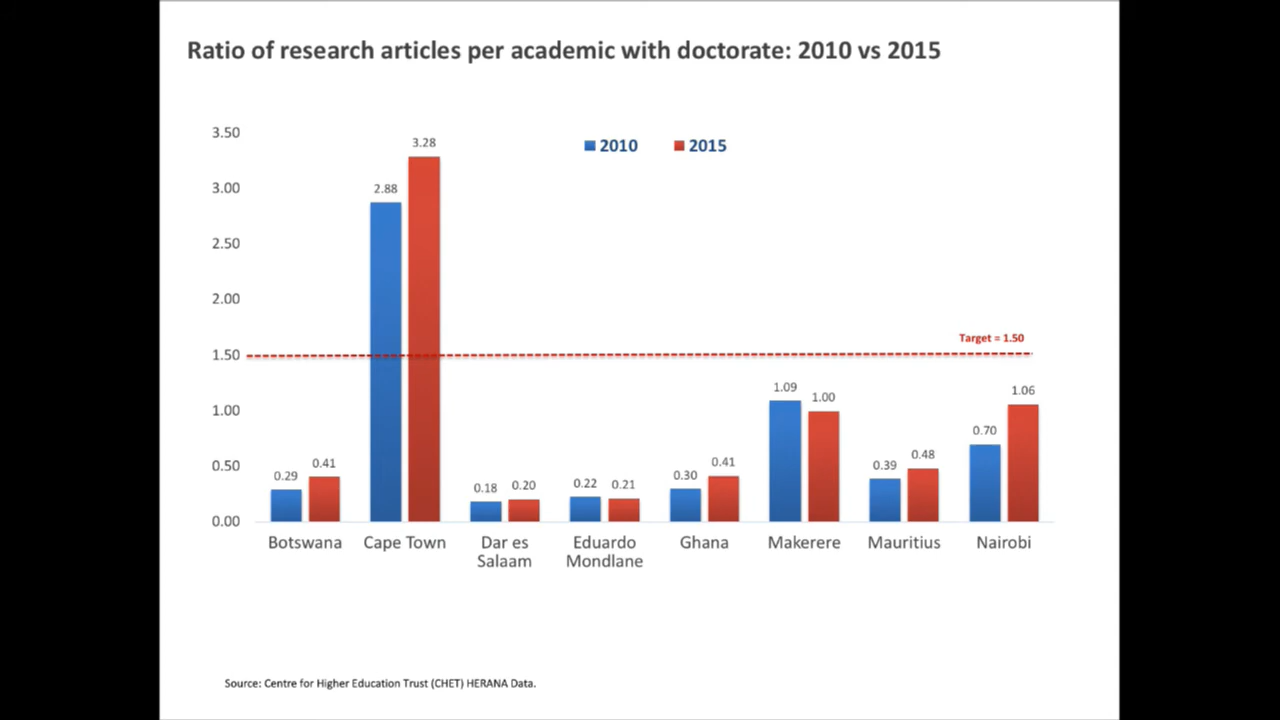 Ratio of research articles per academic with doctorate: 2010 vs 2015
3.50
3.00
2.50
2.00
1.50
1.00
0.50
0.00
2010 2015
Target = 1.50
0.29 0.41
2.88 3.28
0.18 0.20
0.22 0.21
0.30 0.41
1.09 1.00
0.39 0.48
0.70 1.06
Botswana
Cape Town
Dar es
Salaam
Eduardo
Mondlane
Ghana
Makerere
Mauritius
Nairobi
Source: Centre for Higher Education Trust (CHET) HERANA Data.